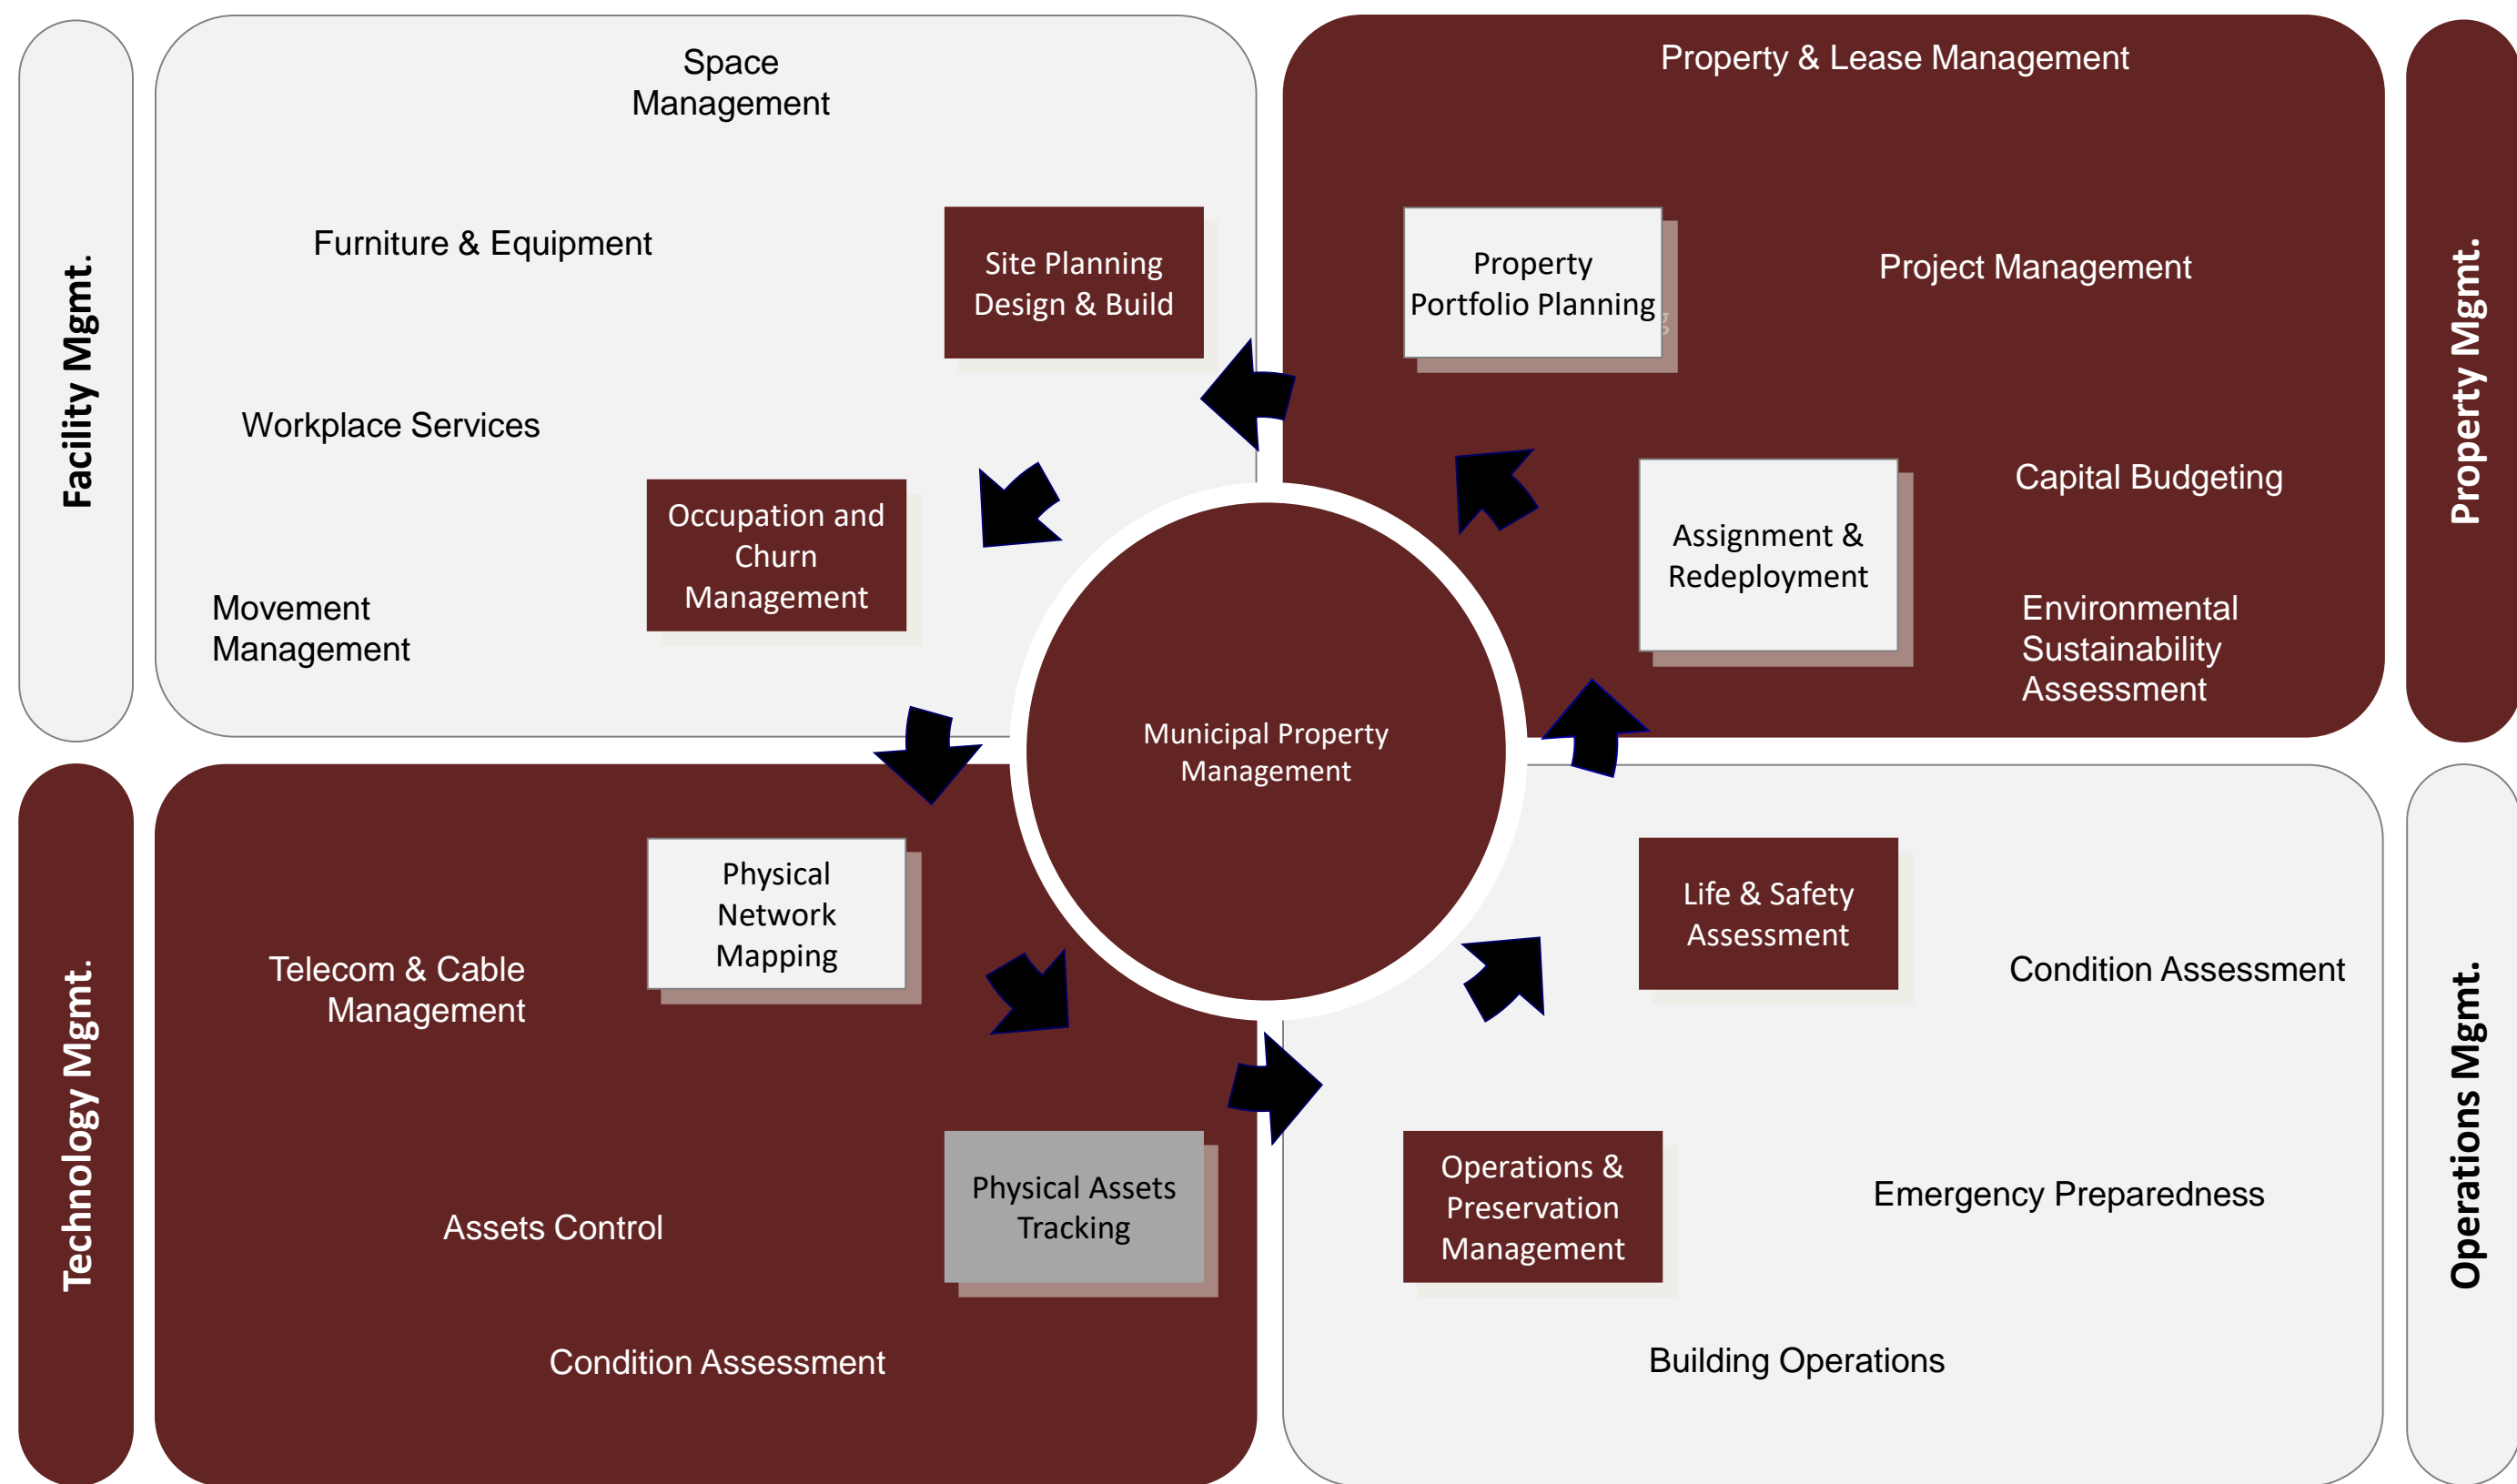 Facility Mgmt.
Space
Management
Furniture & Equipment
Site Planning
Design & Build
Workplace Services
Occupation and
Churn
Management
Movement
Management
Property & Lease Management
Property
Portfolio Planning
Project Management
Capital Budgeting
Assignment &
Redeployment
Environmental
Sustainability
Assessment
Property Mgmt.
Municipal Property
Management
Technology Mgmt.
Physical
Network
Mapping
Telecom & Cable
Management
Physical Assets
Tracking
Assets Control
Condition Assessment
Life & Safety
Assessment
Condition Assessment
Operations &
Preservation
Management
Emergency Preparedness
Building Operations
Operations Mgmt.